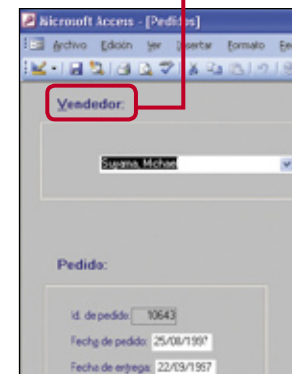 Microsoft Access - [Pedidos]
Archivo Edición Ver Insertar Formato
Vendedor:
Suyama, Michael
Pedido:
Id. de pedido: 10643
Fecha de pedido: 25/08/1997
Fecha de entrega: 22/09/1997